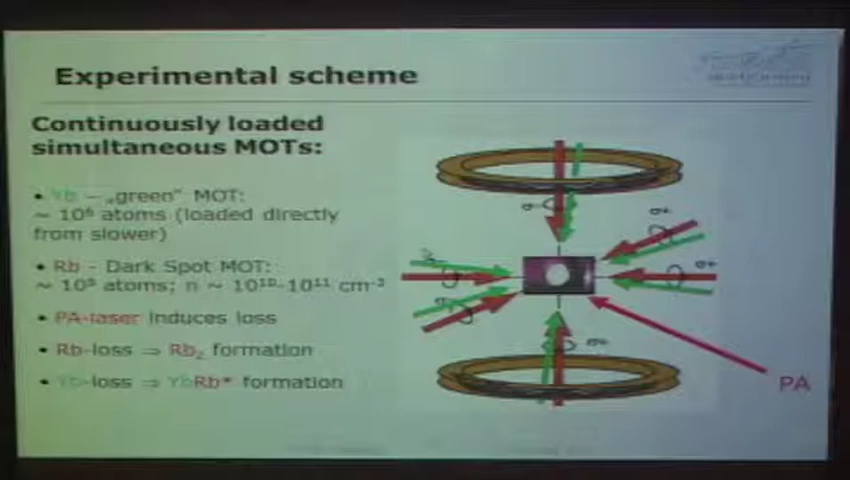 Experimental scheme
Continuously loaded
simultaneous MOTs:
• Yb – „green" MOT:
~ 10⁶ atoms (loaded directly
from slower)
• Rb – Dark Spot MOT:
~ 10⁹ atoms; n ~ 10¹⁰-10¹¹ cm⁻³
• PA-laser induces loss
• Rb-loss ⇒ Rb₂ formation
• Yb-loss ⇒ YbRb* formation
PA